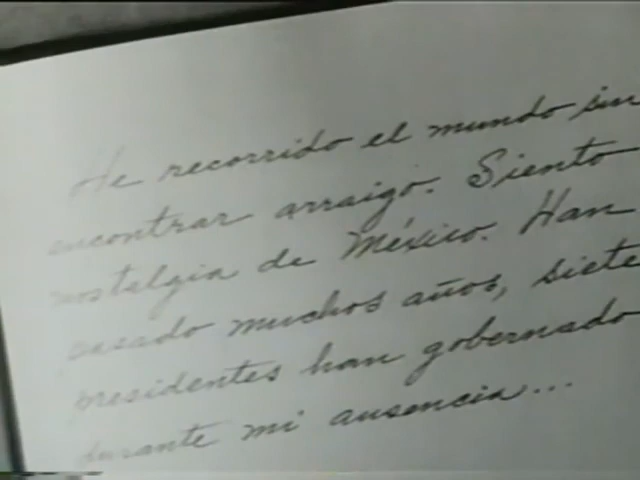 He recorrido el mundo sin
encontrar arraigo. Siento
nostalgia de México. Han
pasado muchos años, siete
presidentes han gobernado
durante mi ausencia...